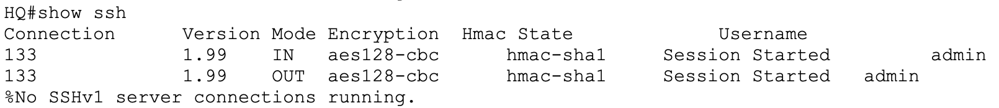 HQ#show ssh
Connection Version Mode Encryption Hmac State Username
133 1.99 IN aes128-cbc hmac-sha1 Session Started admin
133 1.99 OUT aes128-cbc hmac-sha1 Session Started admin
%No SSHv1 server connections running.